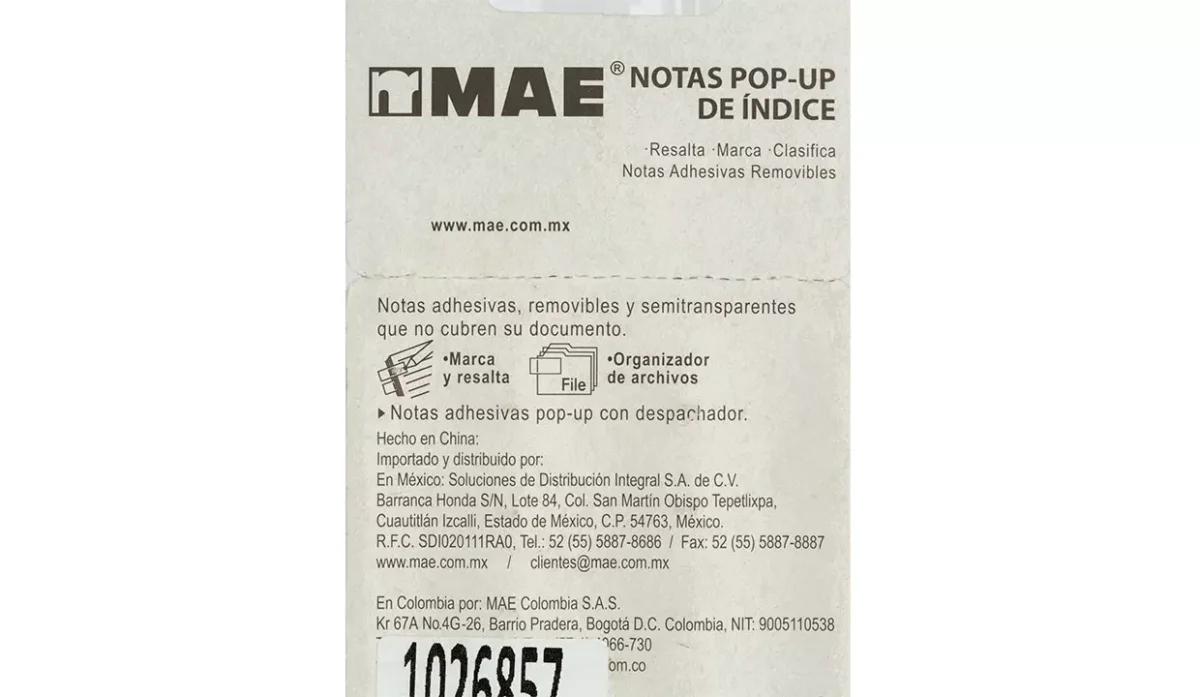 MAE® NOTAS POP-UP
DE ÍNDICE
·Resalta ·Marca ·Clasifica
Notas Adhesivas Removibles
www.mae.com.mx
Notas adhesivas, removibles y semitransparentes
que no cubren su documento.
•Marca
y resalta
File
•Organizador
de archivos
▸Notas adhesivas pop-up con despachador.
Hecho en China:
Importado y distribuido por:
En México: Soluciones de Distribución Integral S.A. de C.V.
Barranca Honda S/N, Lote 84, Col. San Martín Obispo Tepetlixpa,
Cuautitlán Izcalli, Estado de México, C.P. 54763, México.
R.F.C. SDI020111RA0, Tel.: 52 (55) 5887-8686 / Fax: 52 (55) 5887-8887
www.mae.com.mx / clientes@mae.com.mx
En Colombia por: MAE Colombia S.A.S.
Kr 67A No.4G-26, Barrio Pradera, Bogotá D.C. Colombia, NIT: 9005110538
066-730
om.co
1026857